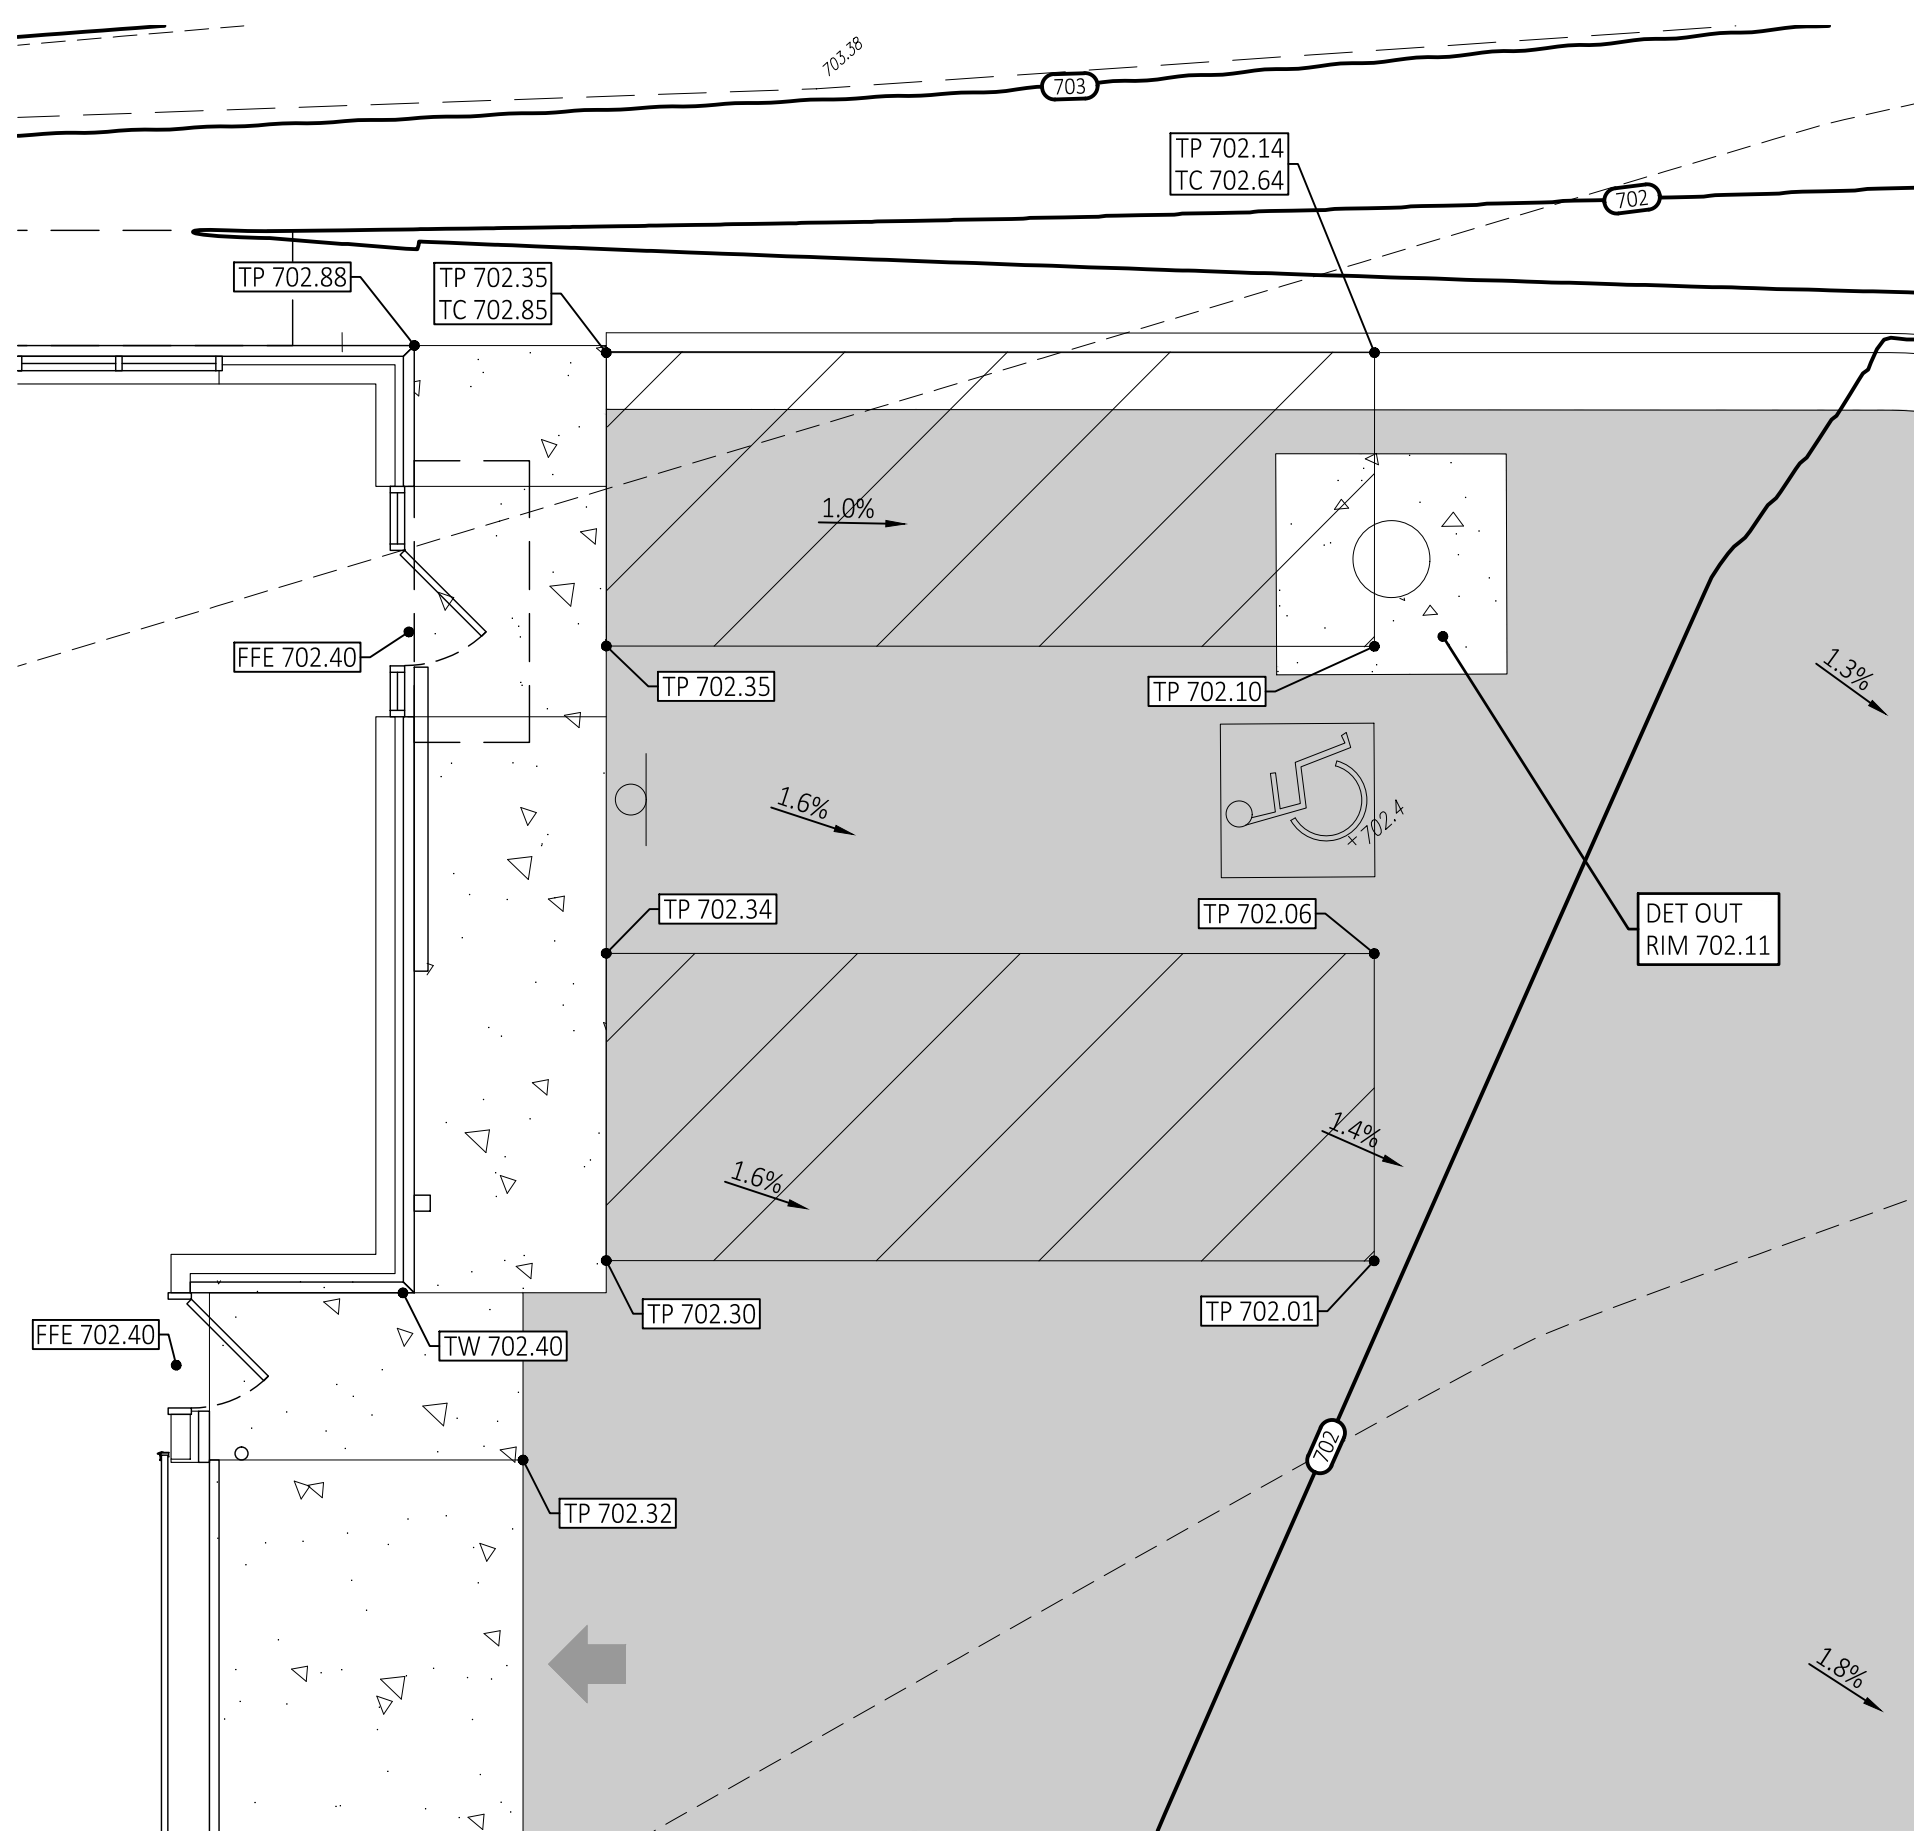 703.38
703
TP 702.14
TC 702.64
702
TP 702.88
TP 702.35
TC 702.85
1.0%
FFE 702.40
TP 702.35
TP 702.10
1.3%
1.6%
+ 702.4
TP 702.34
TP 702.06
DET OUT
RIM 702.11
1.4%
1.6%
TP 702.30
TP 702.01
FFE 702.40
TW 702.40
702
TP 702.32
1.8%